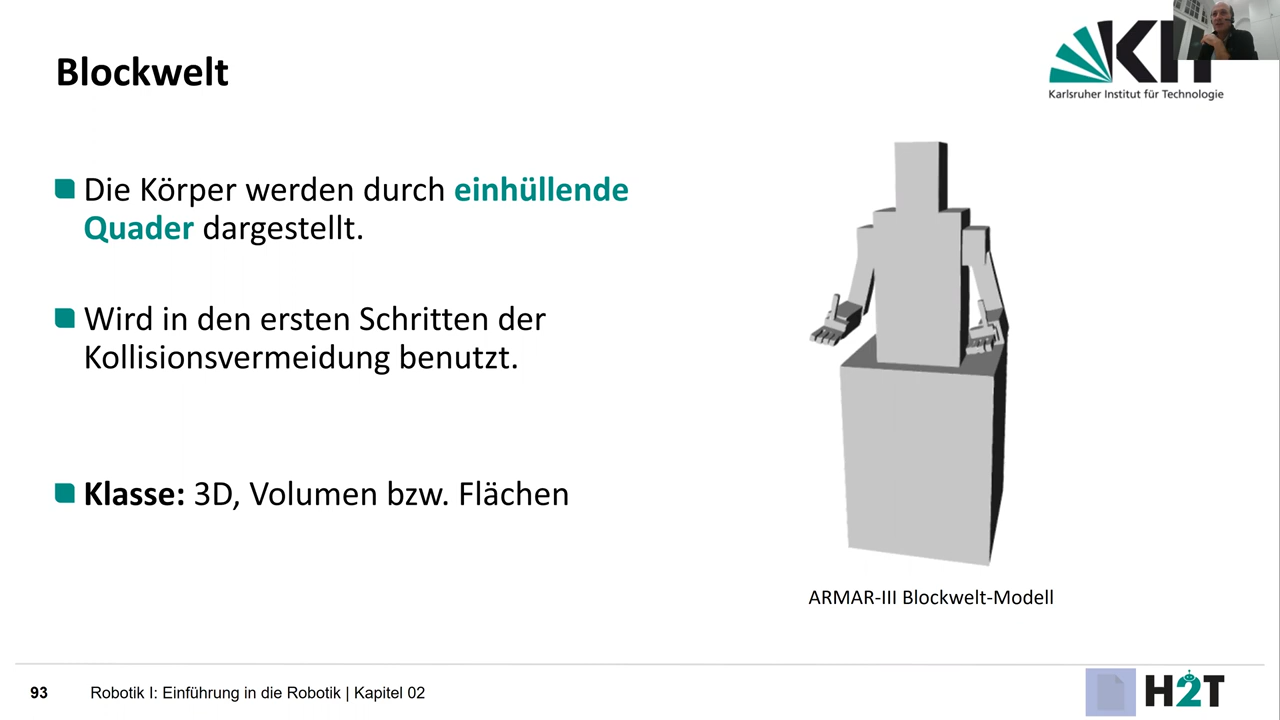 Blockwelt
Karlsruher Institut für Technologie
Die Körper werden durch einhüllende
Quader dargestellt.
Wird in den ersten Schritten der
Kollisionsvermeidung benutzt.
Klasse: 3D, Volumen bzw. Flächen
ARMAR-III Blockwelt-Modell
93 Robotik I: Einführung in die Robotik | Kapitel 02
H2T